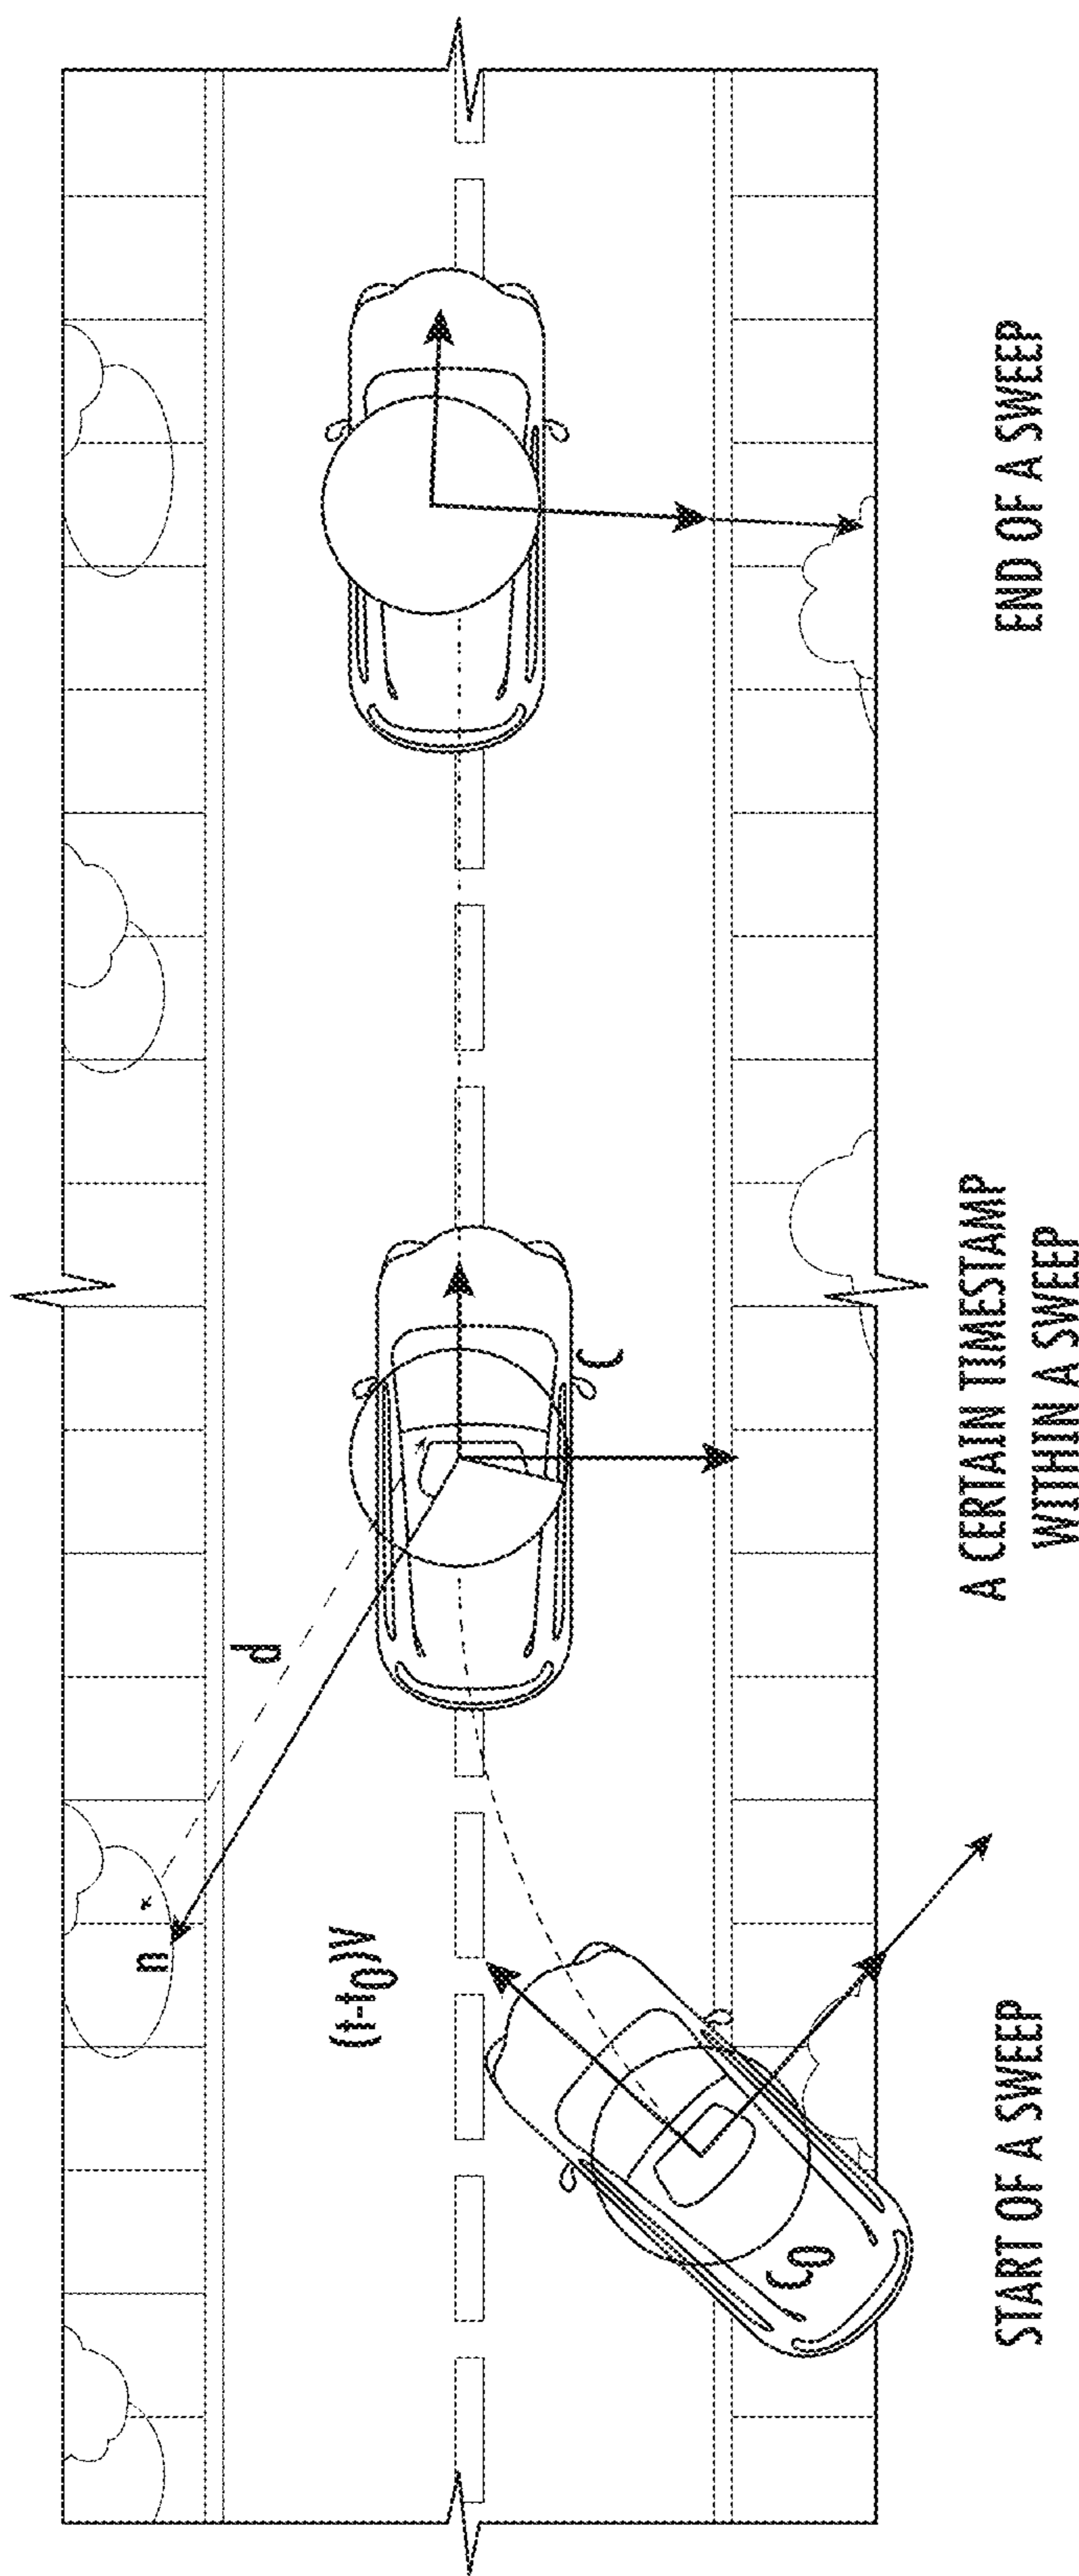 n
d
(t-t0)V
C
C0
START OF A SWEEP
A CERTAIN TIMESTAMP
WITHIN A SWEEP
END OF A SWEEP